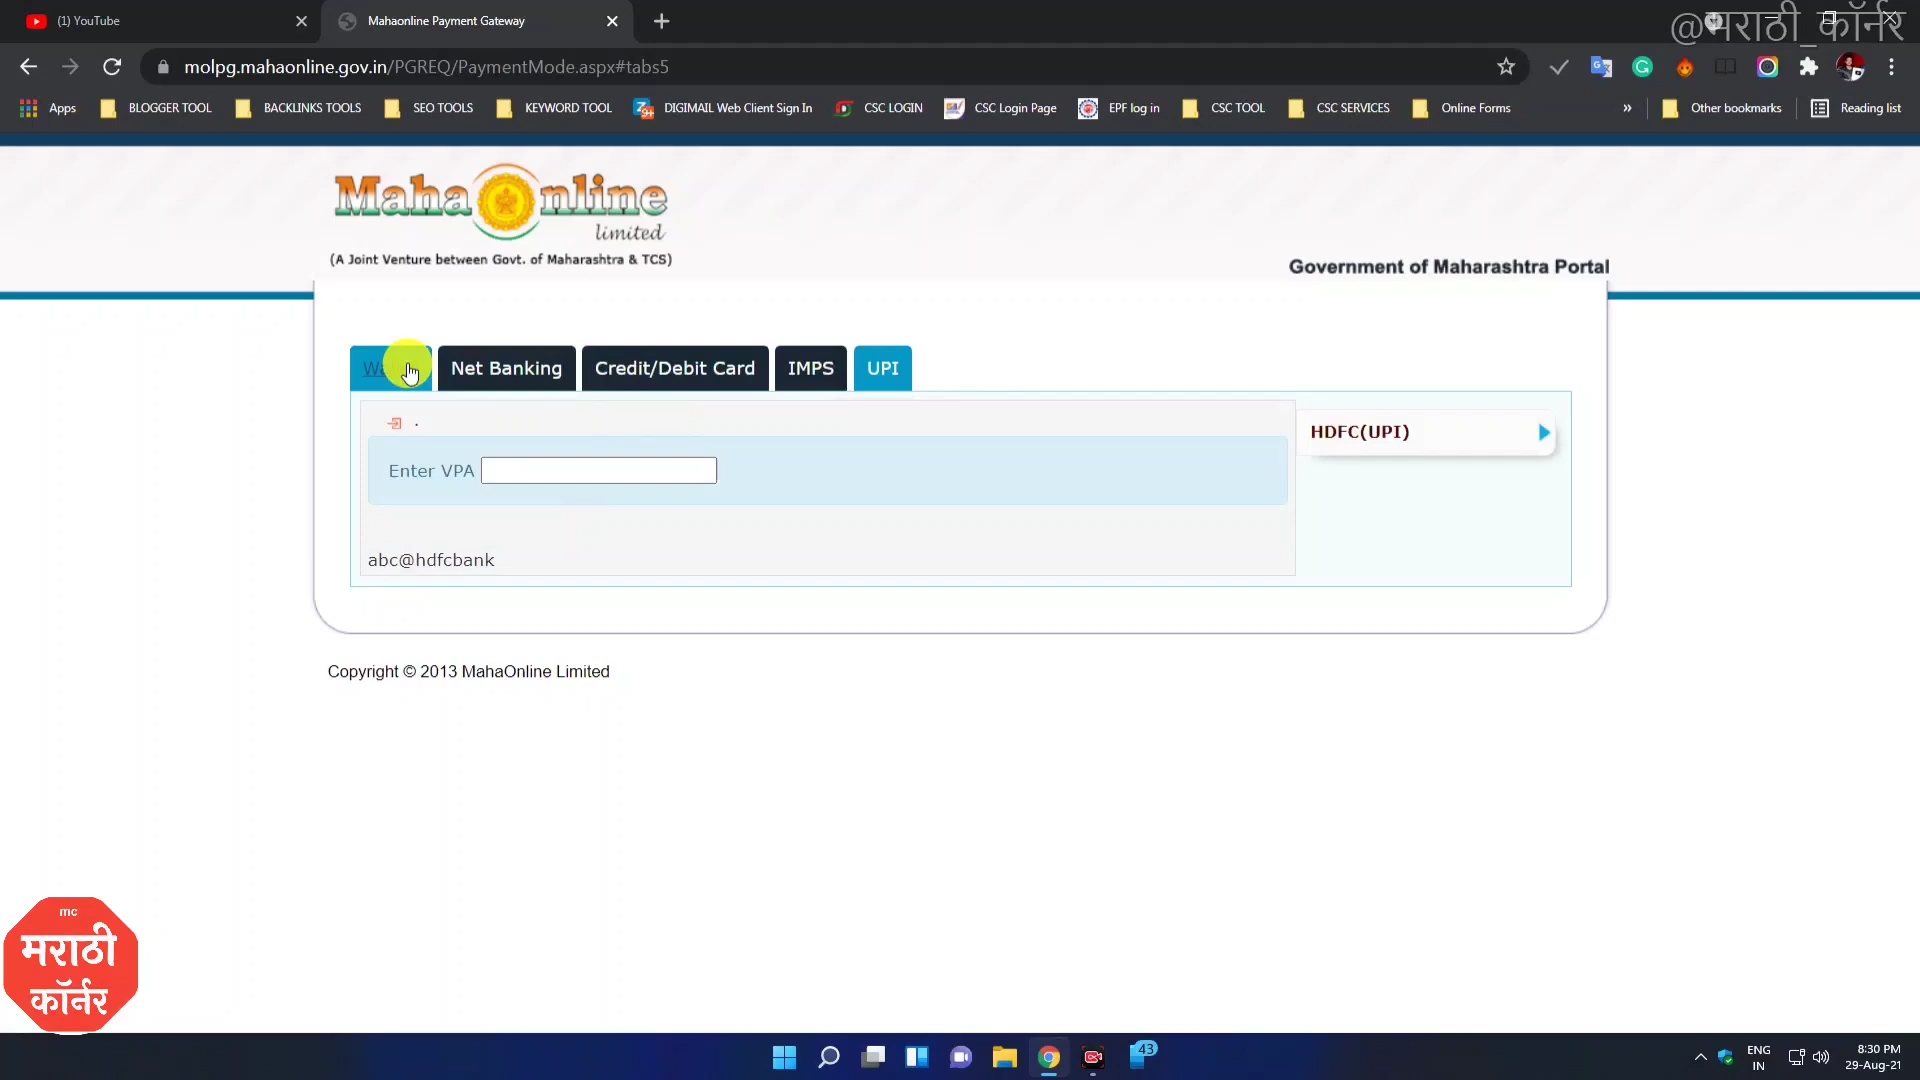 (1) YouTube
Mahaonline Payment Gateway
@मराठी_कॉर्नर
molpg.mahaonline.gov.in/PGREQ/PaymentMode.aspx#tabs5
Apps
BLOGGER TOOL
BACKLINKS TOOLS
SEO TOOLS
KEYWORD TOOL
DIGIMAIL Web Client Sign In
CSC LOGIN
CSC Login Page
EPF log in
CSC TOOL
CSC SERVICES
Online Forms
»
Other bookmarks
Reading list
MahaOnline
limited
(A Joint Venture between Govt. of Maharashtra & TCS)
Government of Maharashtra Portal
Net Banking
Credit/Debit Card
IMPS
UPI
.
HDFC(UPI)
Enter VPA
abc@hdfcbank
Copyright © 2013 MahaOnline Limited
mc
मराठी
कॉर्नर
43
ENG
IN
8:30 PM
29-Aug-21